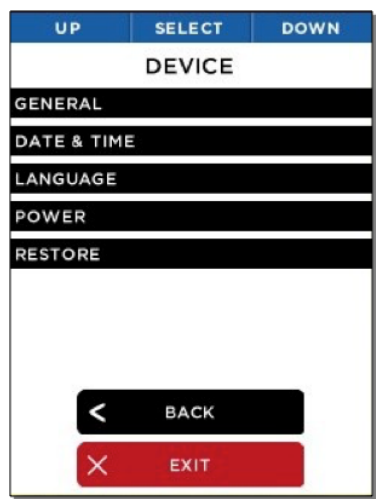 UP SELECT DOWN
DEVICE
GENERAL
DATE & TIME
LANGUAGE
POWER
RESTORE
< BACK
X EXIT